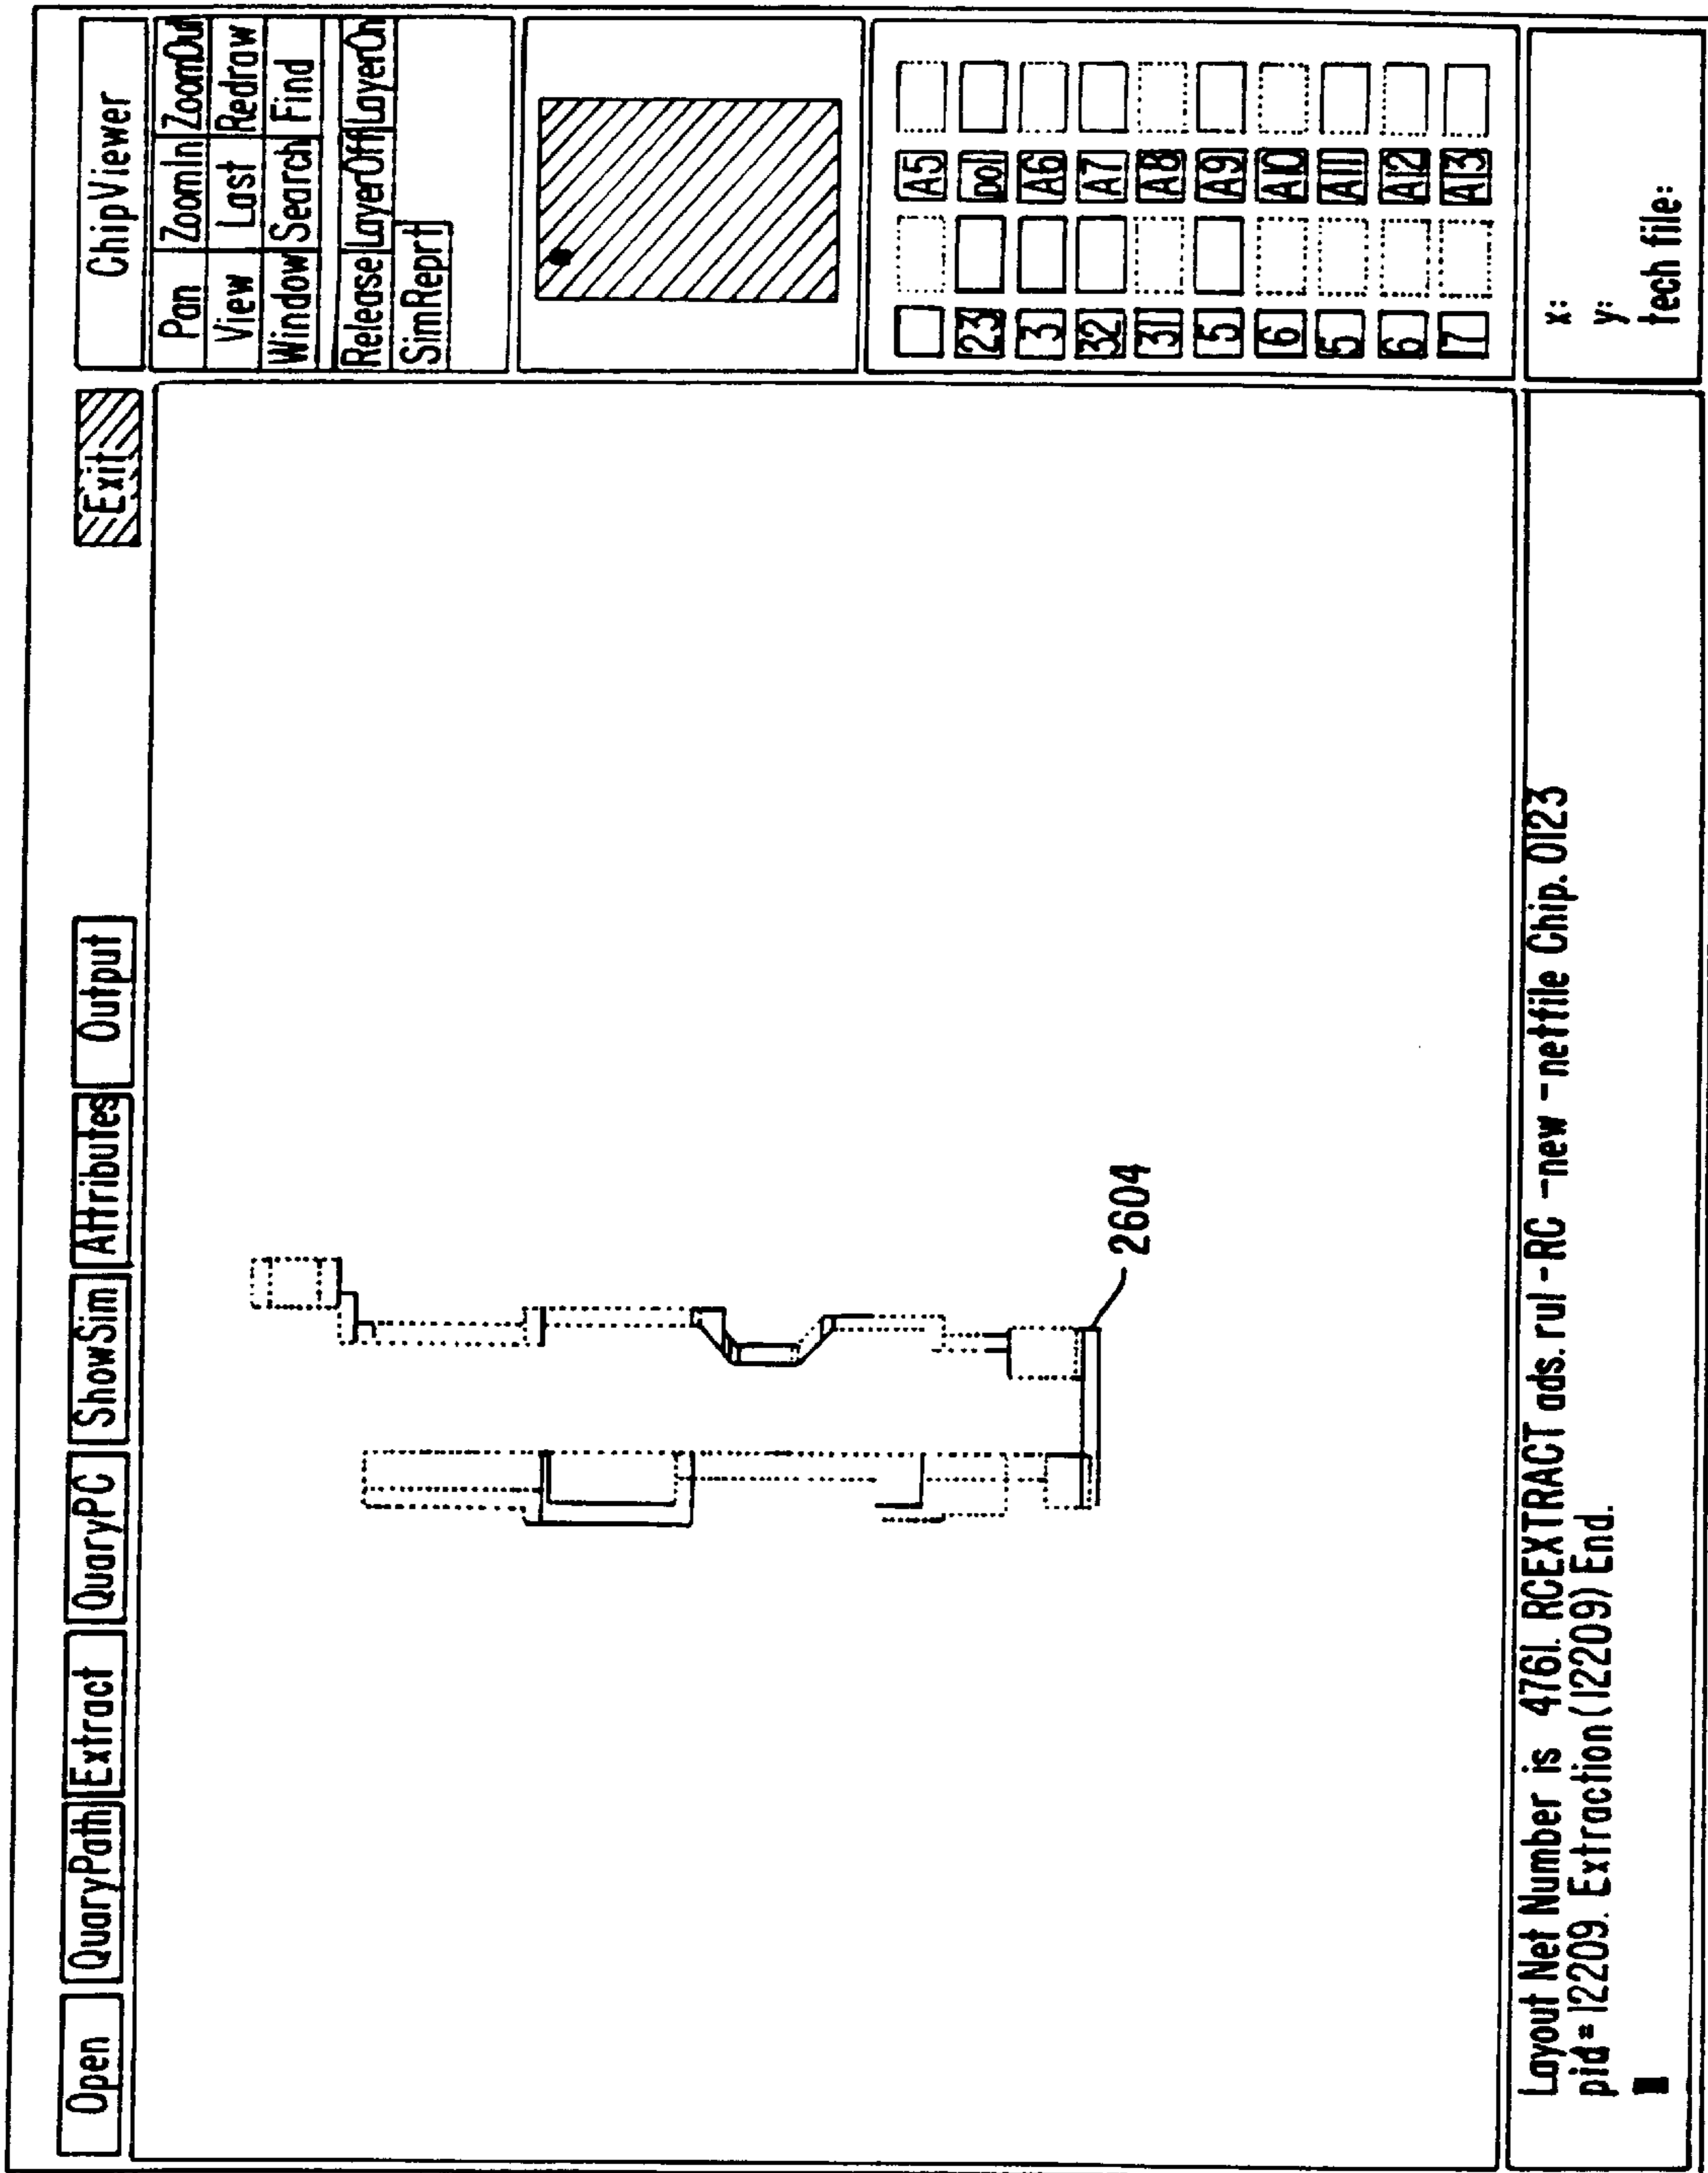 Open QuaryPath Extract QuaryPC ShowSim Attributes Output Exit
ChipViewer
Pan ZoomIn ZoomOut
View Last Redraw
Window Search Find
Release LayerOff LayerOn
SimReprt
A5
23 pol
3 A6
32 A7
31 A8
5 A9
6 A10
5 A11
6 A12
7 A13
2604
Layout Net Number is 4761. RCEXTRACT ads. rul -RC -new -netfile Chip. 0123
pid = 12209. Extraction (12209) End.
x:
y:
tech file: